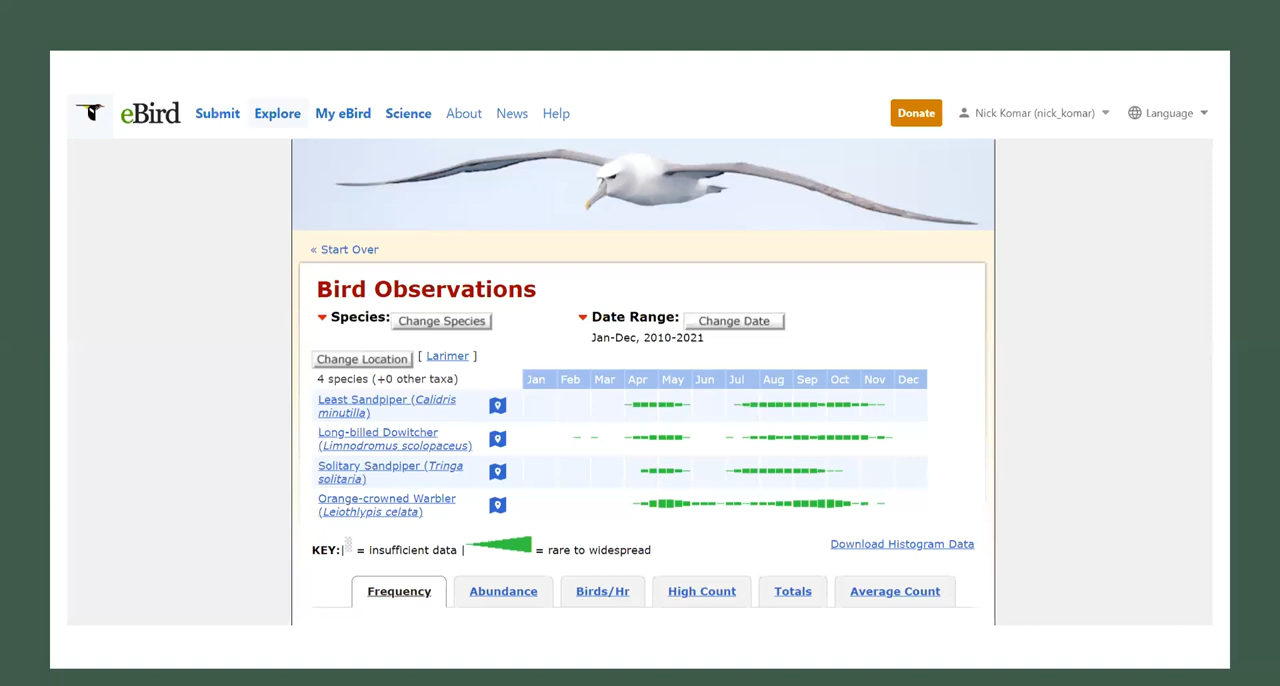 eBird Submit Explore My eBird Science About News Help Donate Nick Komar (nick_komar) Language
« Start Over
Bird Observations
Species: Change Species Date Range: Change Date
Jan-Dec, 2010-2021
Change Location [ Larimer ]
4 species (+0 other taxa) Jan Feb Mar Apr May Jun Jul Aug Sep Oct Nov Dec
Least Sandpiper (Calidris
minutilla)
Long-billed Dowitcher
(Limnodromus scolopaceus)
Solitary Sandpiper (Tringa
solitaria)
Orange-crowned Warbler
(Leiothlypis celata)
KEY:| = insufficient data | = rare to widespread Download Histogram Data
Frequency Abundance Birds/Hr High Count Totals Average Count